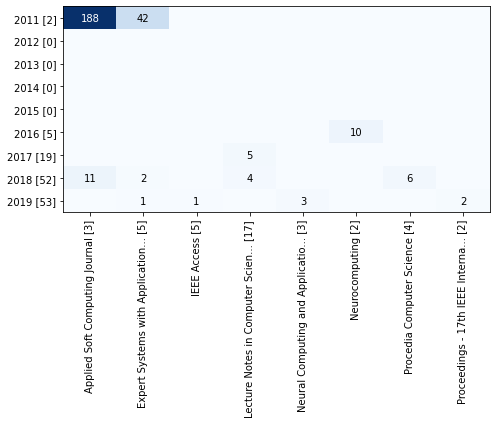 2011 [2] 188 42
2012 [0]
2013 [0]
2014 [0]
2015 [0]
2016 [5] 10
2017 [19] 5
2018 [52] 11 2 4 6
2019 [53] 1 1 3 2
Applied Soft Computing Journal [3]
Expert Systems with Application... [5]
IEEE Access [5]
Lecture Notes in Computer Scien... [17]
Neural Computing and Applicatio... [3]
Neurocomputing [2]
Procedia Computer Science [4]
Proceedings - 17th IEEE Interna... [2]